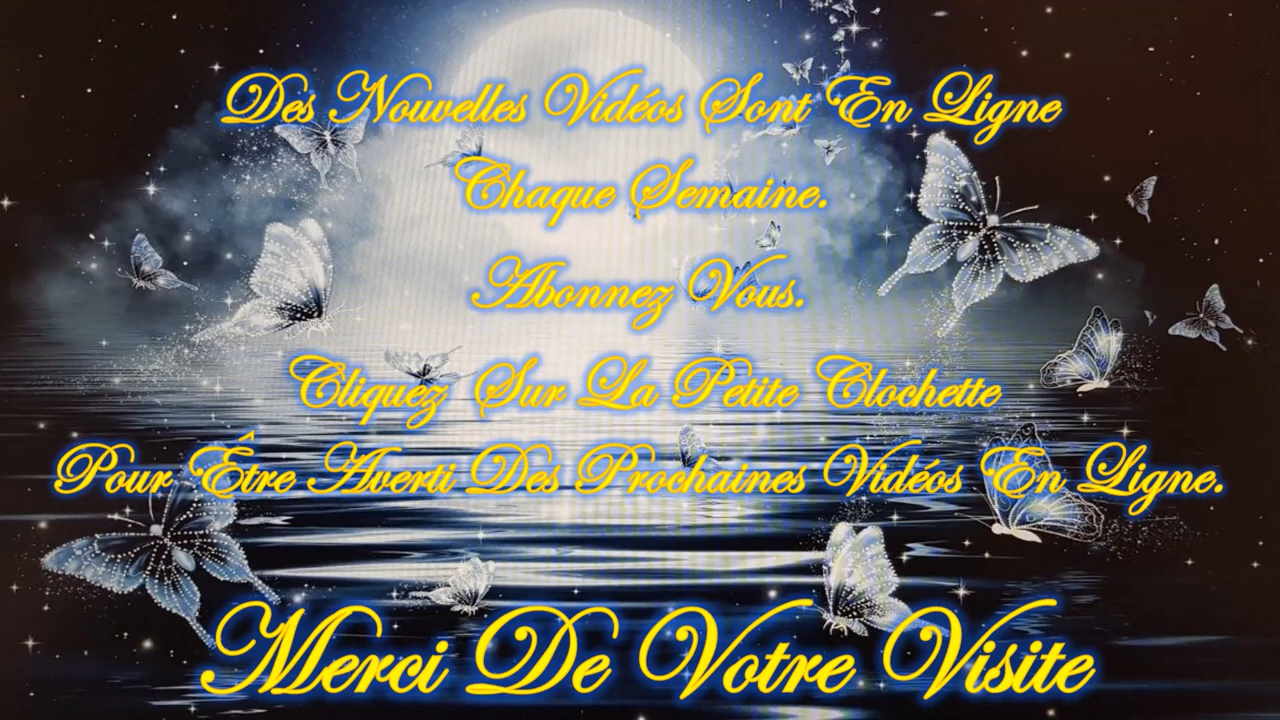 Des Nouvelles Vidéos Sont En Ligne
Chaque Semaine.
Abonnez Vous.
Cliquez Sur La Petite Clochette
Pour Être Averti Des Prochaines Vidéos En Ligne.
Merci De Votre Visite